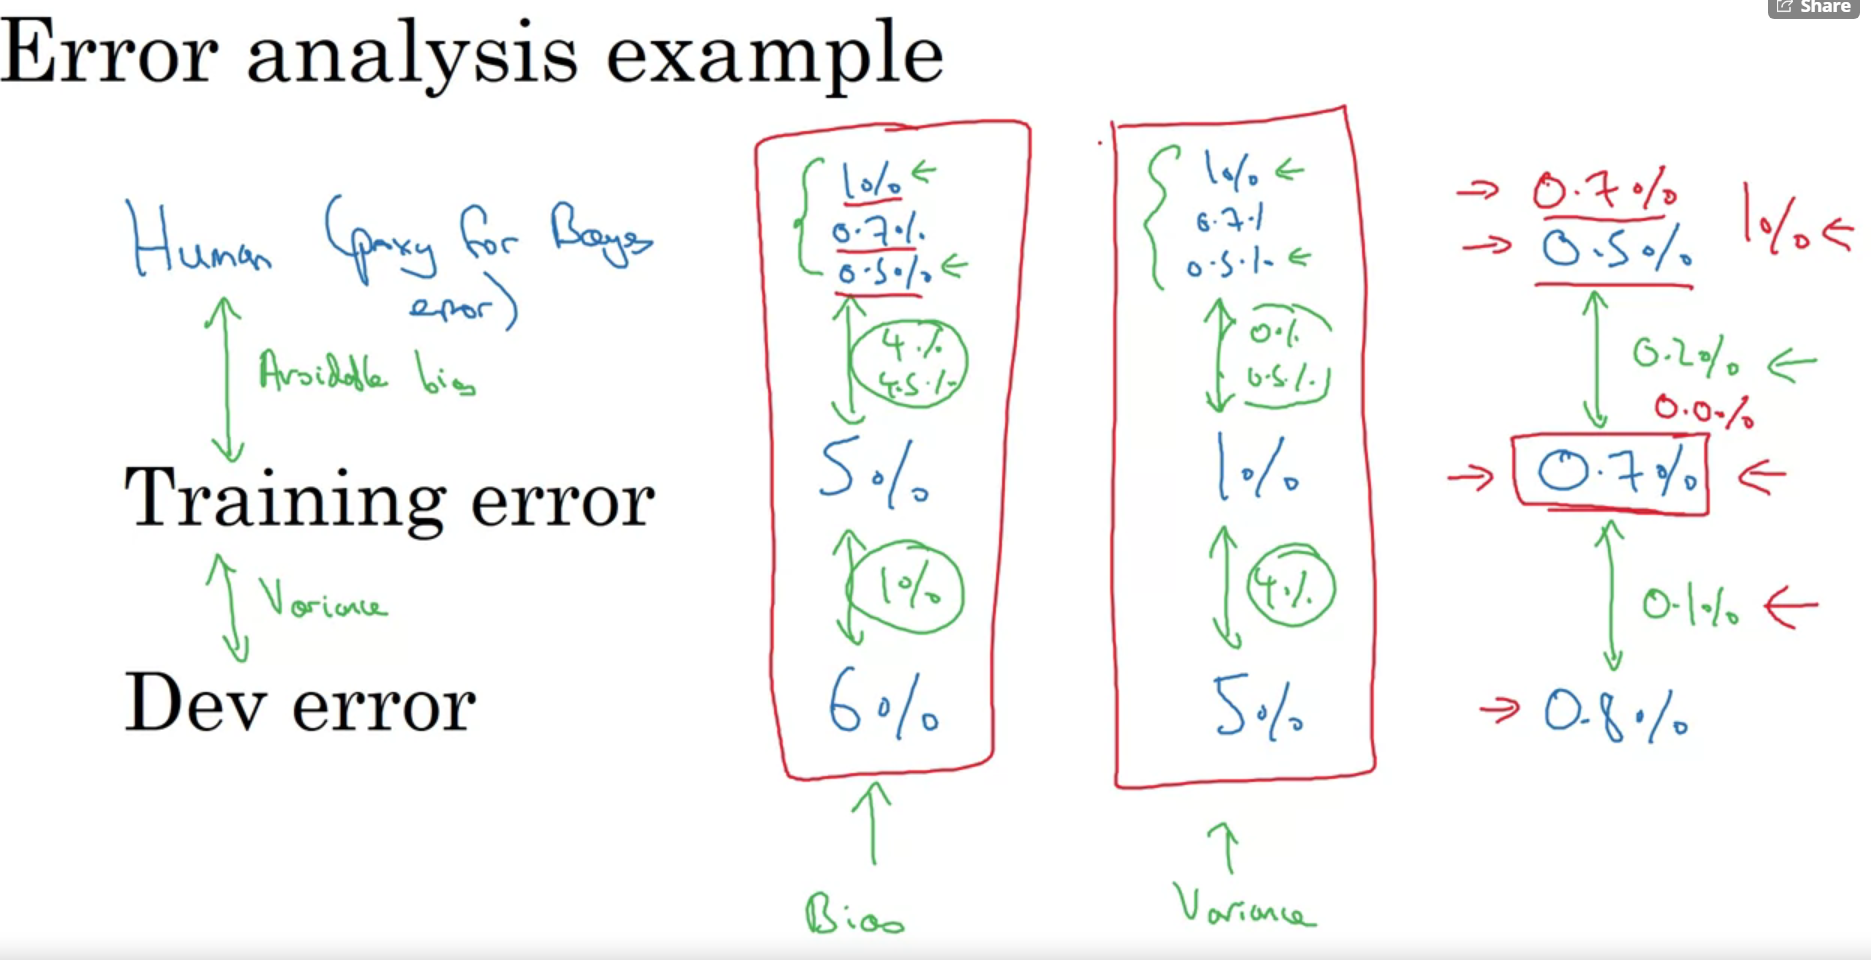 Share
Error analysis example
Human (proxy for Bayes
error)
Avoidable bias
Training error
Variance
Dev error
1%
0.7%
0.5%
4%
4.5%
5%
1%
6%
Bias
1%
0.7%
0.5%
0%
0.5%
1%
4%
5%
Variance
0.7%
1%
0.5%
0.2%
0.0%
0.7%
0.1%
0.8%